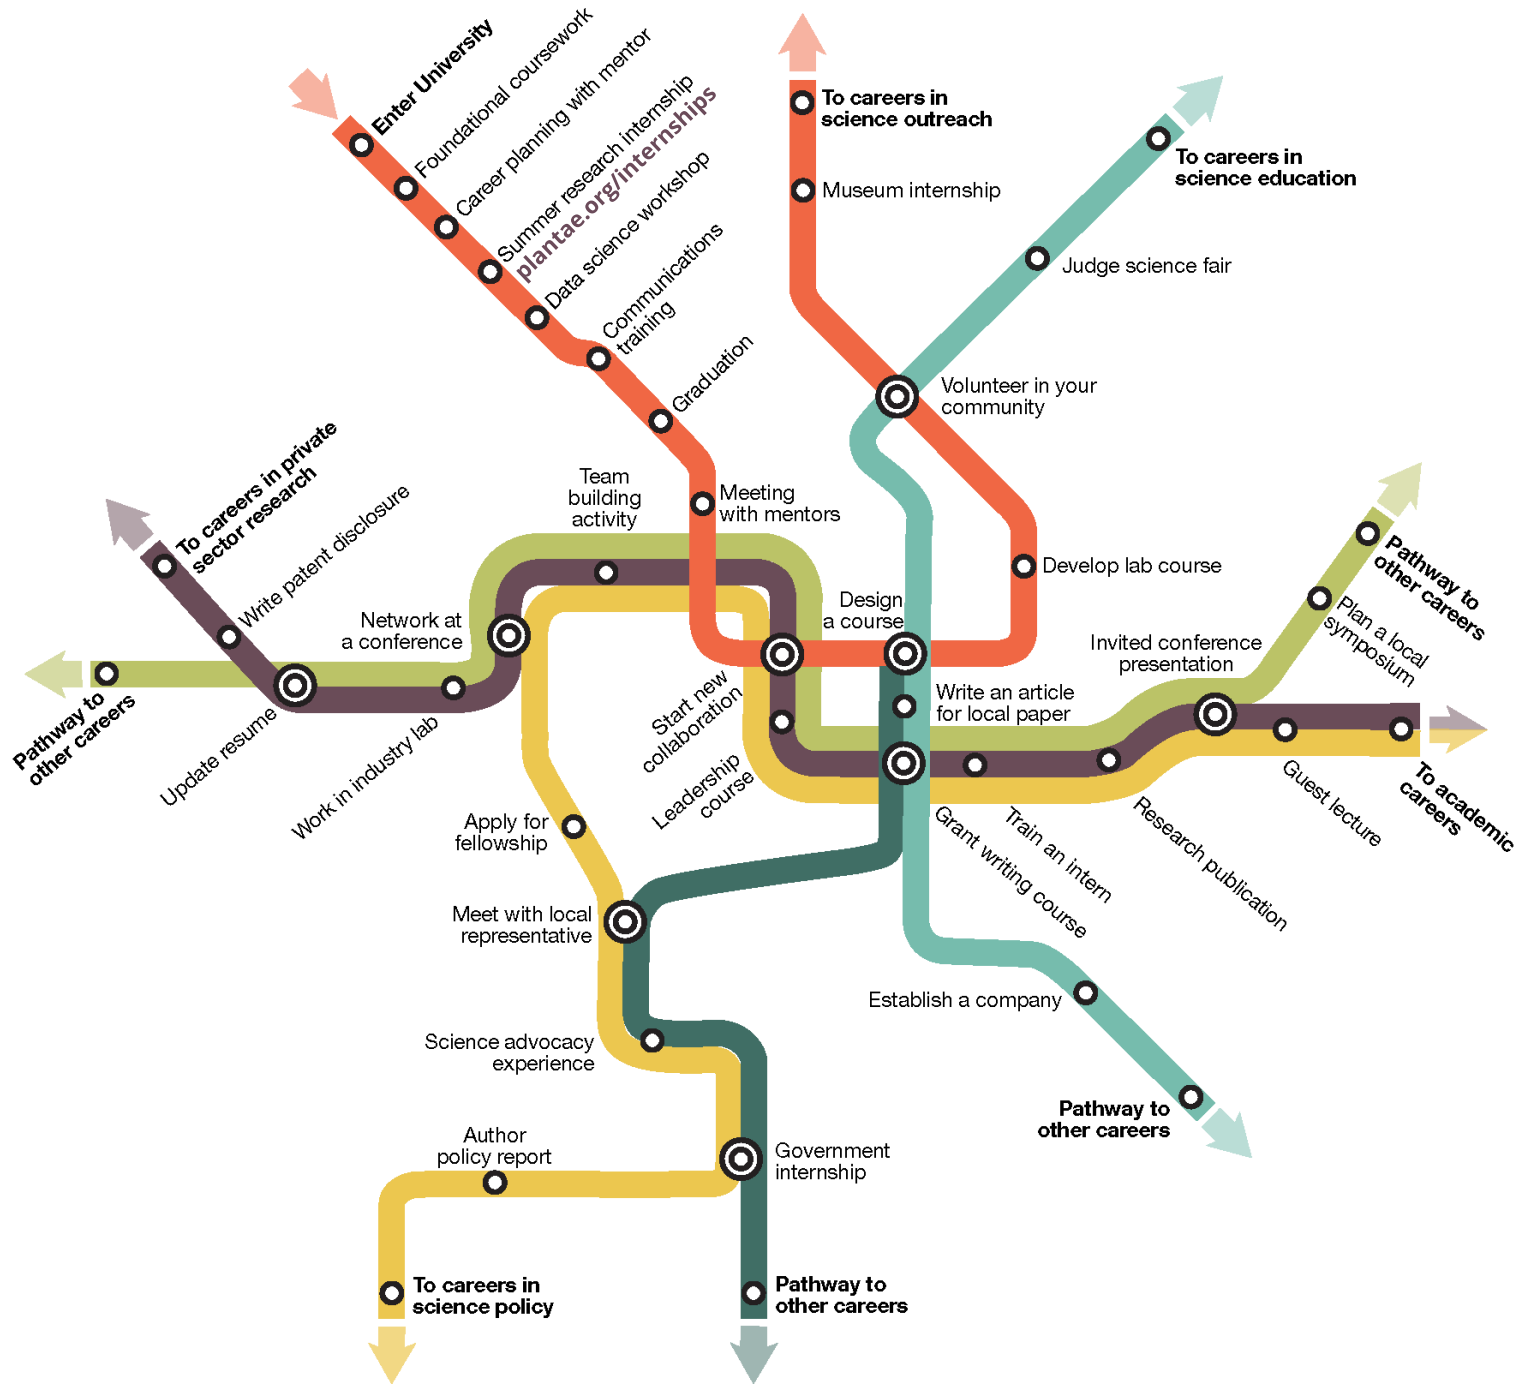 Enter University
Foundational coursework
Career planning with mentor
Summer research internship
plantae.org/internships
Data science workshop
Communications
training
Graduation
Meeting
with mentors
To careers in
science outreach
Museum internship
To careers in
science education
Judge science fair
Volunteer in your
community
Develop lab course
Design
a course
Team
building
activity
To careers in private
sector research
Write patent disclosure
Network at
a conference
Pathway to
other careers
Update resume
Work in industry lab
Start new
collaboration
Leadership
course
Write an article
for local paper
Invited conference
presentation
Pathway to
other careers
Plan a local
symposium
Grant writing course
Train an intern
Research publication
Guest lecture
To academic
careers
Apply for
fellowship
Meet with local
representative
Science advocacy
experience
Establish a company
Pathway to
other careers
Author
policy report
Government
internship
To careers in
science policy
Pathway to
other careers